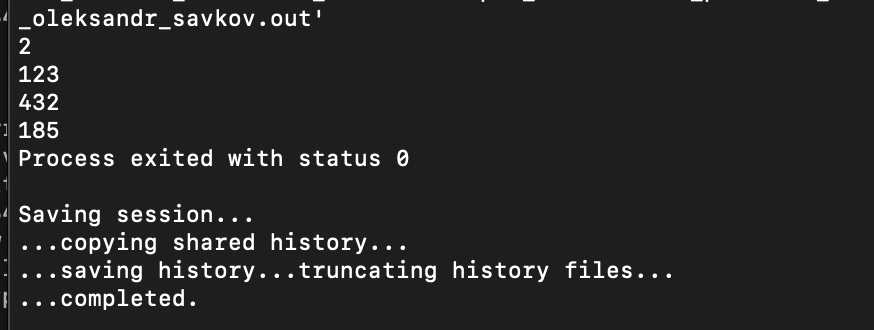 _oleksandr_savkov.out'
2
123
432
185
Process exited with status 0
Saving session...
...copying shared history...
...saving history...truncating history files...
...completed.